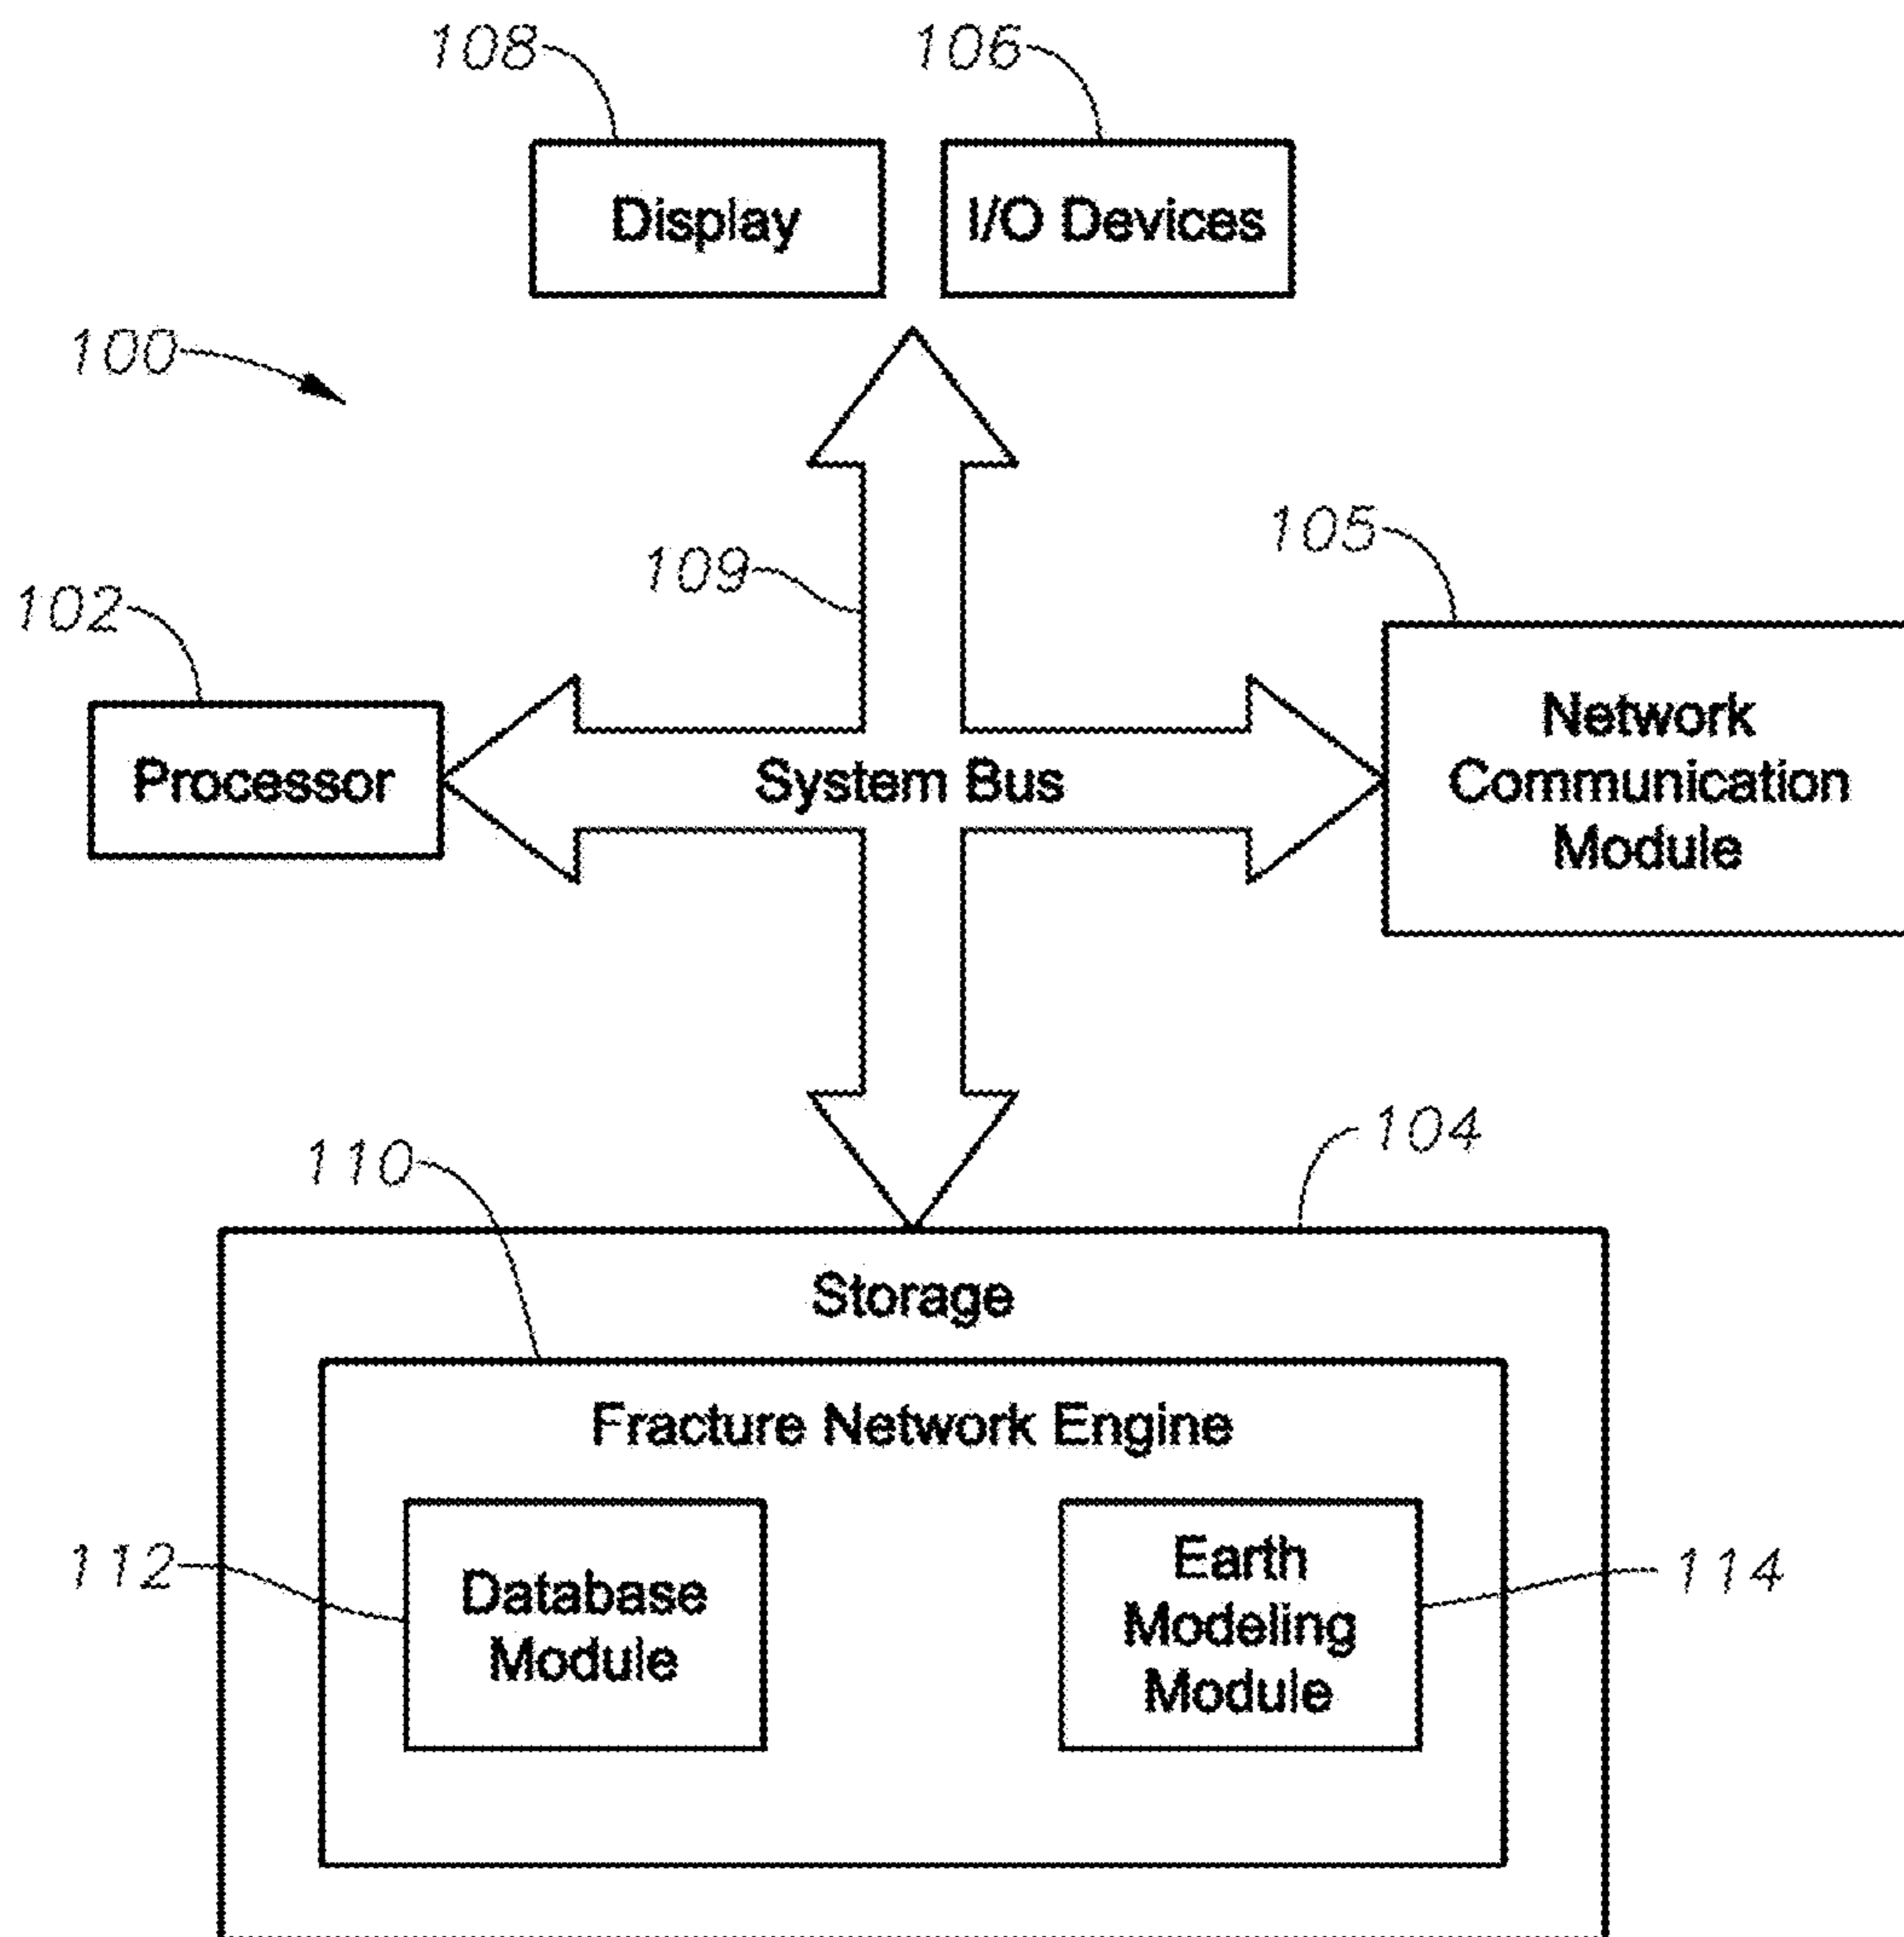 108
106
Display
I/O Devices
100
109
105
102
Processor
System Bus
Network
Communication
Module
110
104
Storage
Fracture Network Engine
112
Database
Module
Earth
Modeling
Module
114